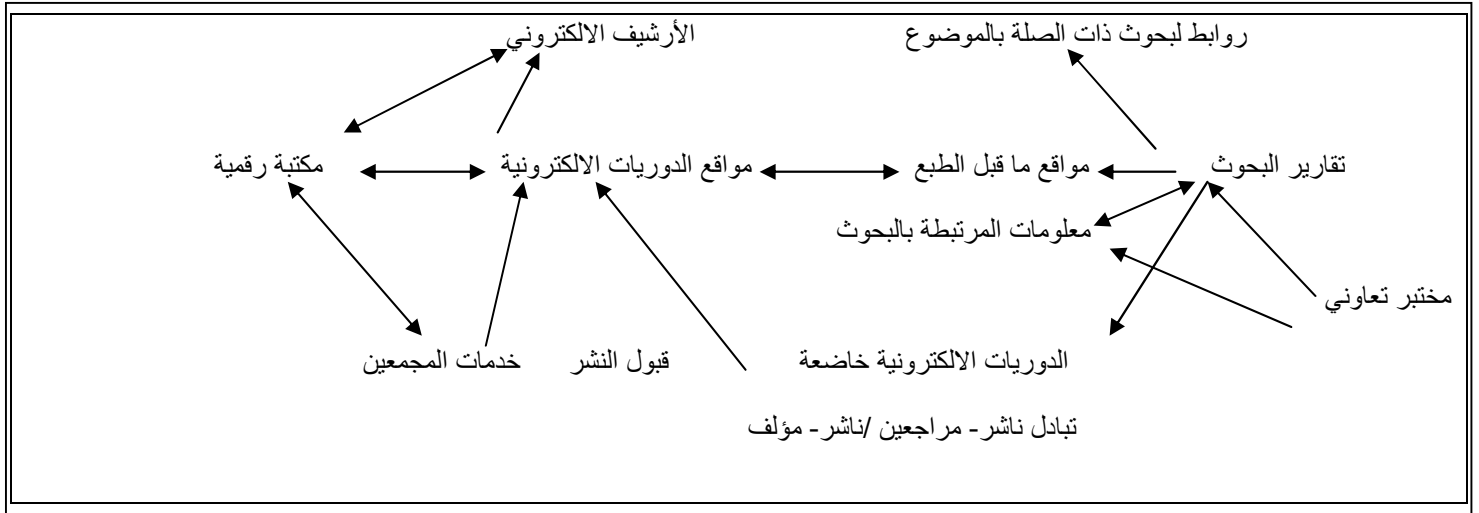 روابط لبحوث ذات الصلة بالموضوع الأرشيف الالكتروني
تقارير البحوث مواقع ما قبل الطبع مواقع الدوريات الالكترونية مكتبة رقمية
معلومات المرتبطة بالبحوث
مختبر تعاوني
الدوريات الالكترونية خاضعة قبول النشر خدمات المجمعين
تبادل ناشر- مراجعين /ناشر- مؤلف